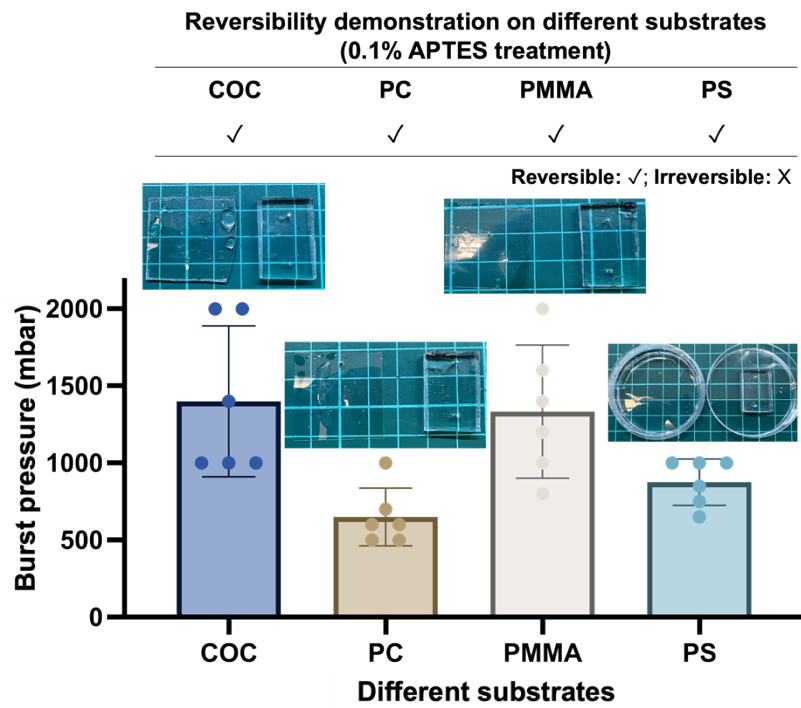 Reversibility demonstration on different substrates
(0.1% APTES treatment)
COC PC PMMA PS
✓ ✓ ✓ ✓
Reversible: ✓; Irreversible: X
2000
1500
1000
500
0
Burst pressure (mbar)
COC PC PMMA PS
Different substrates